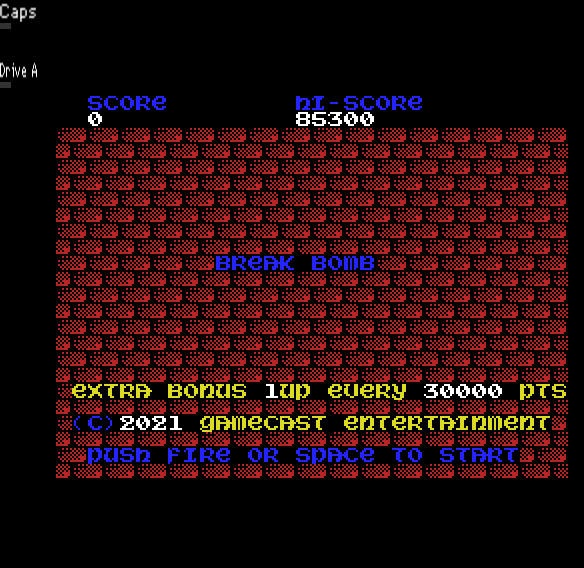 Caps
Drive A
SCORE HI-SCORE
0 85300
BREAK BOMB
EXTRA BONUS 1UP EVERY 30000 PTS
(C) 2021 GAMECAST ENTERTAINMENT
PUSH FIRE OR SPACE TO START